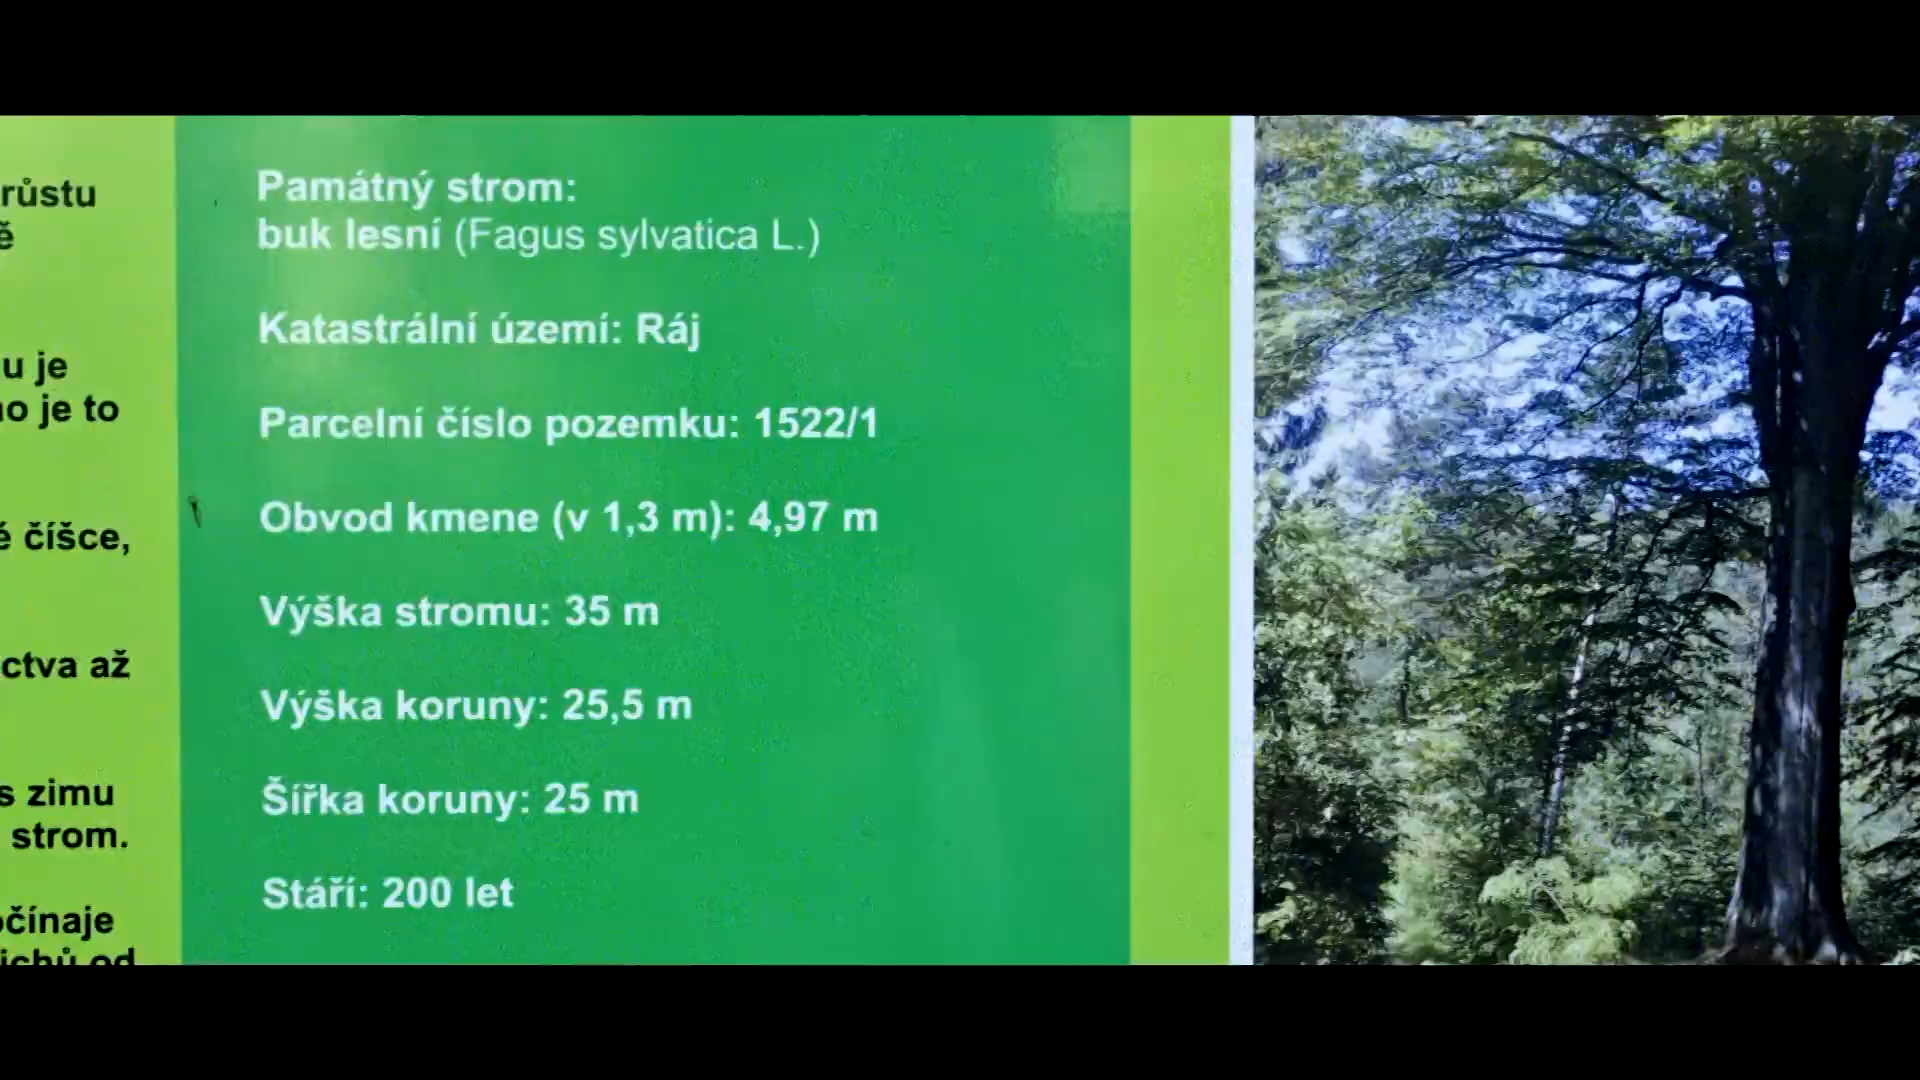 růstu
ě
u je
no je to
é číšce,
ctva až
s zimu
strom.
očínaje
Památný strom:
buk lesní (Fagus sylvatica L.)
Katastrální území: Ráj
Parcelní číslo pozemku: 1522/1
Obvod kmene (v 1,3 m): 4,97 m
Výška stromu: 35 m
Výška koruny: 25,5 m
Šířka koruny: 25 m
Stáří: 200 let